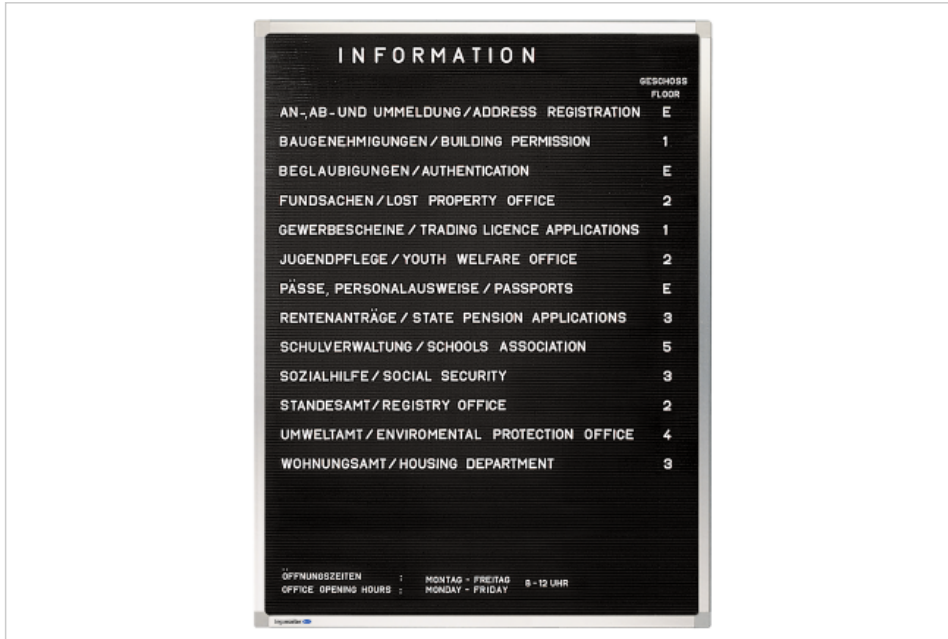 INFORMATION
GESCHOSS
FLOOR
AN-,AB-UND UMMELDUNG/ADDRESS REGISTRATION E
BAUGENEHMIGUNGEN/BUILDING PERMISSION 1
BEGLAUBIGUNGEN/AUTHENTICATION E
FUNDSACHEN/LOST PROPERTY OFFICE 2
GEWERBESCHEINE/TRADING LICENCE APPLICATIONS 1
JUGENDPFLEGE/YOUTH WELFARE OFFICE 2
PÄSSE, PERSONALAUSWEISE/PASSPORTS E
RENTENANTRÄGE/STATE PENSION APPLICATIONS 3
SCHULVERWALTUNG/SCHOOLS ASSOCIATION 5
SOZIALHILFE/SOCIAL SECURITY 3
STANDESAMT/REGISTRY OFFICE 2
UMWELTAMT/ENVIROMENTAL PROTECTION OFFICE 4
WOHNUNGSAMT/HOUSING DEPARTMENT 3
ÖFFNUNGSZEITEN : MONTAG - FREITAG 8-12 UHR
OFFICE OPENING HOURS : MONDAY - FRIDAY
legamaster